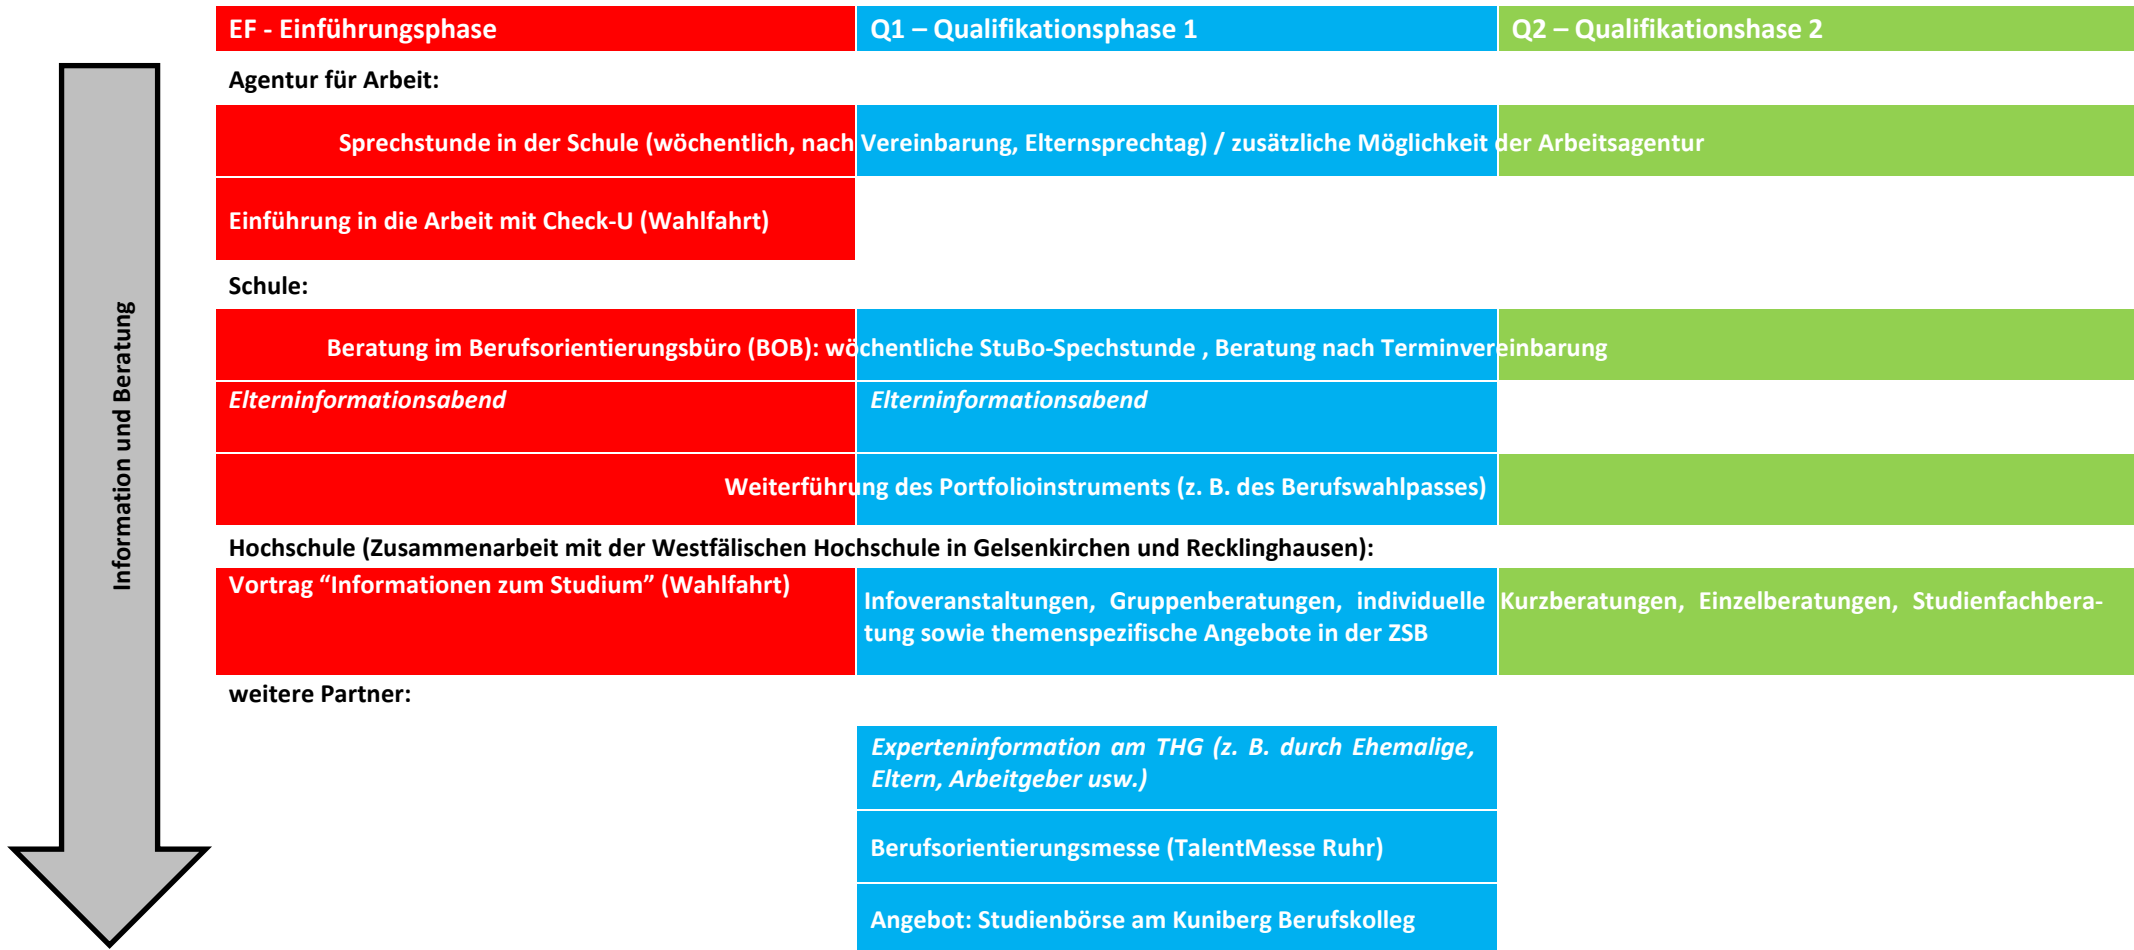 EF - Einführungsphase
Q1 – Qualifikationsphase 1
Q2 – Qualifikationshase 2
Information und Beratung
Agentur für Arbeit:
Sprechstunde in der Schule (wöchentlich, nach Vereinbarung, Elternsprechtag) / zusätzliche Möglichkeit der Arbeitsagentur
Einführung in die Arbeit mit Check-U (Wahlfahrt)
Schule:
Beratung im Berufsorientierungsbüro (BOB): wöchentliche StuBo-Spechstunde , Beratung nach Terminvereinbarung
Elterninformationsabend
Elterninformationsabend
Weiterführung des Portfolioinstruments (z. B. des Berufswahlpasses)
Hochschule (Zusammenarbeit mit der Westfälischen Hochschule in Gelsenkirchen und Recklinghausen):
Vortrag “Informationen zum Studium” (Wahlfahrt)
Infoveranstaltungen, Gruppenberatungen, individuelle Kurzberatungen, Einzelberatungen, Studienfachbera-
tung sowie themenspezifische Angebote in der ZSB
weitere Partner:
Experteninformation am THG (z. B. durch Ehemalige,
Eltern, Arbeitgeber usw.)
Berufsorientierungsmesse (TalentMesse Ruhr)
Angebot: Studienbörse am Kuniberg Berufskolleg